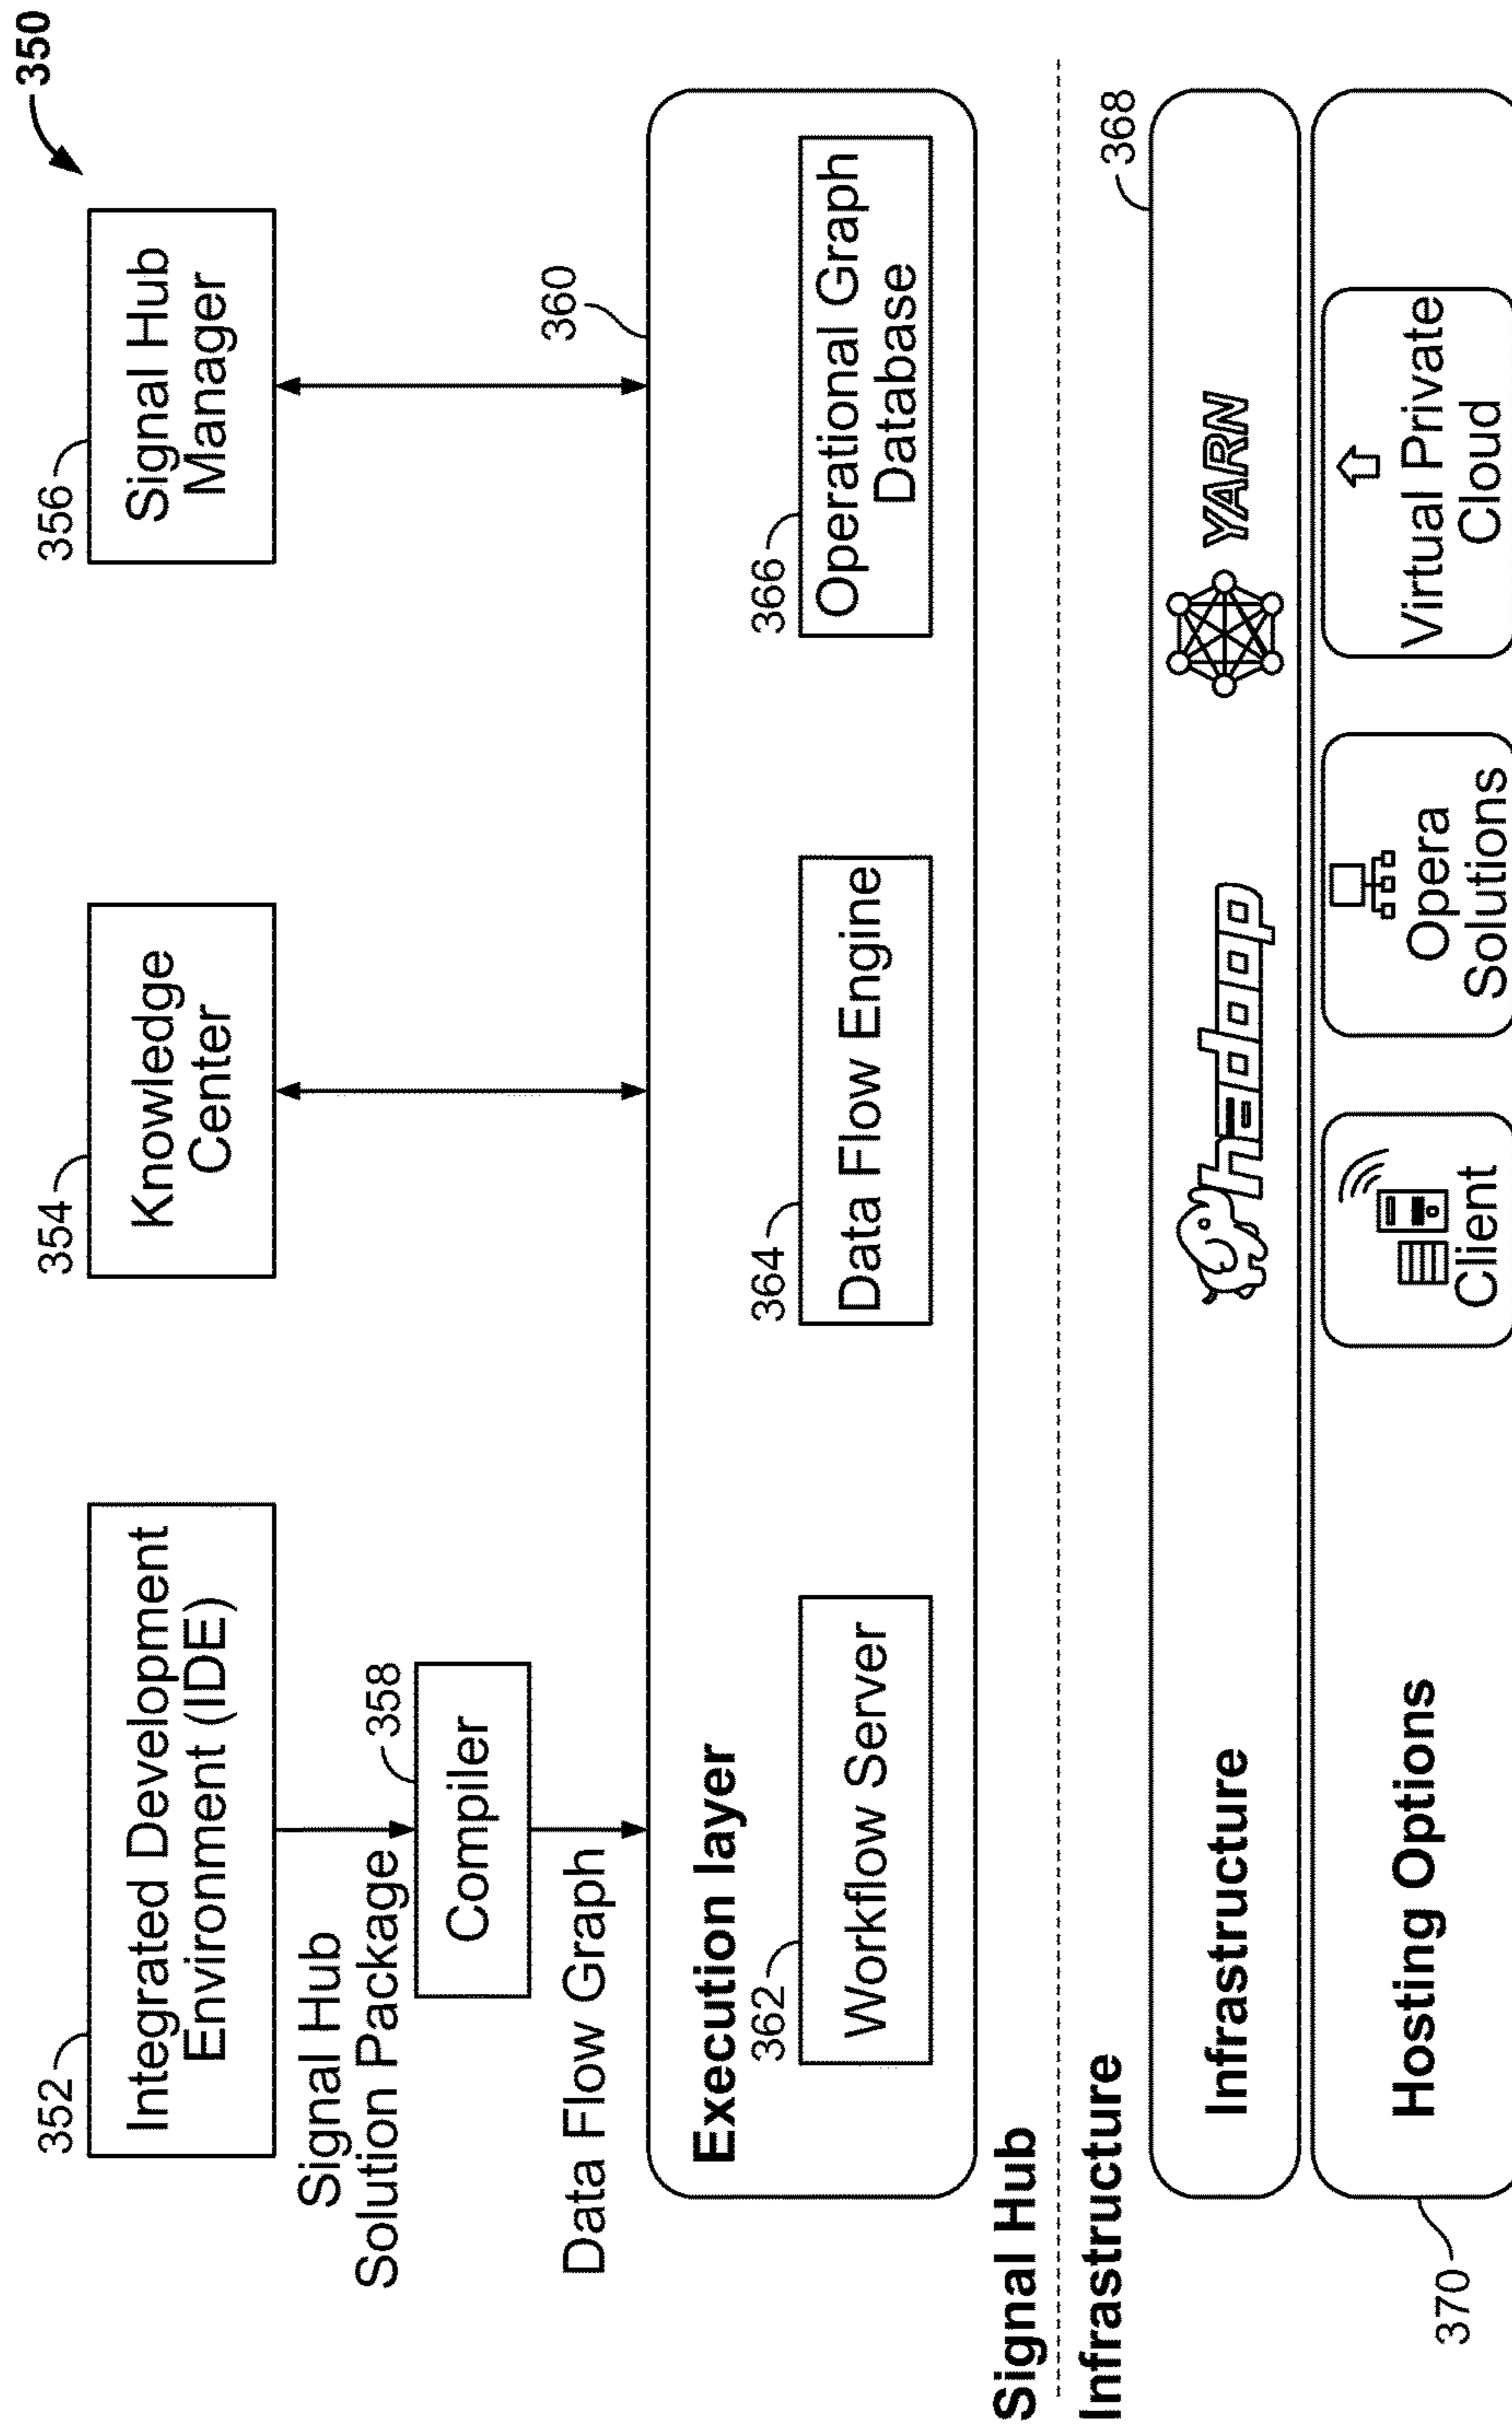 350
352
Integrated Development
Environment (IDE)
354
Knowledge
Center
356
Signal Hub
Manager
Signal Hub
Solution Package
358
Compiler
Data Flow Graph
360
Execution layer
362
Workflow Server
364
Data Flow Engine
366
Operational Graph
Database
Signal Hub
Infrastructure
368
Infrastructure
hadoop
YARN
370
Hosting Options
Client
Opera
Solutions
Virtual Private
Cloud